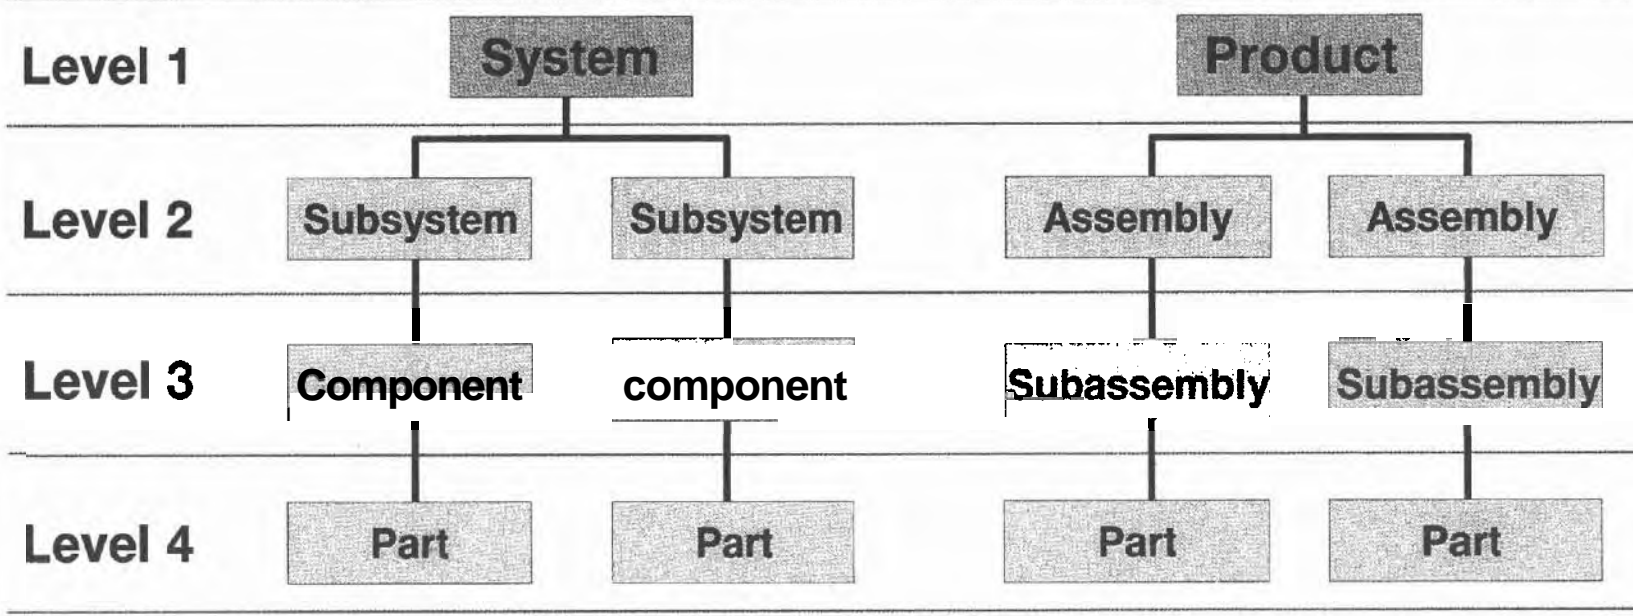 Level 1 System Product
Level 2 Subsystem Subsystem Assembly Assembly
Level 3 Component component Subassembly Subassembly
Level 4 Part Part Part Part